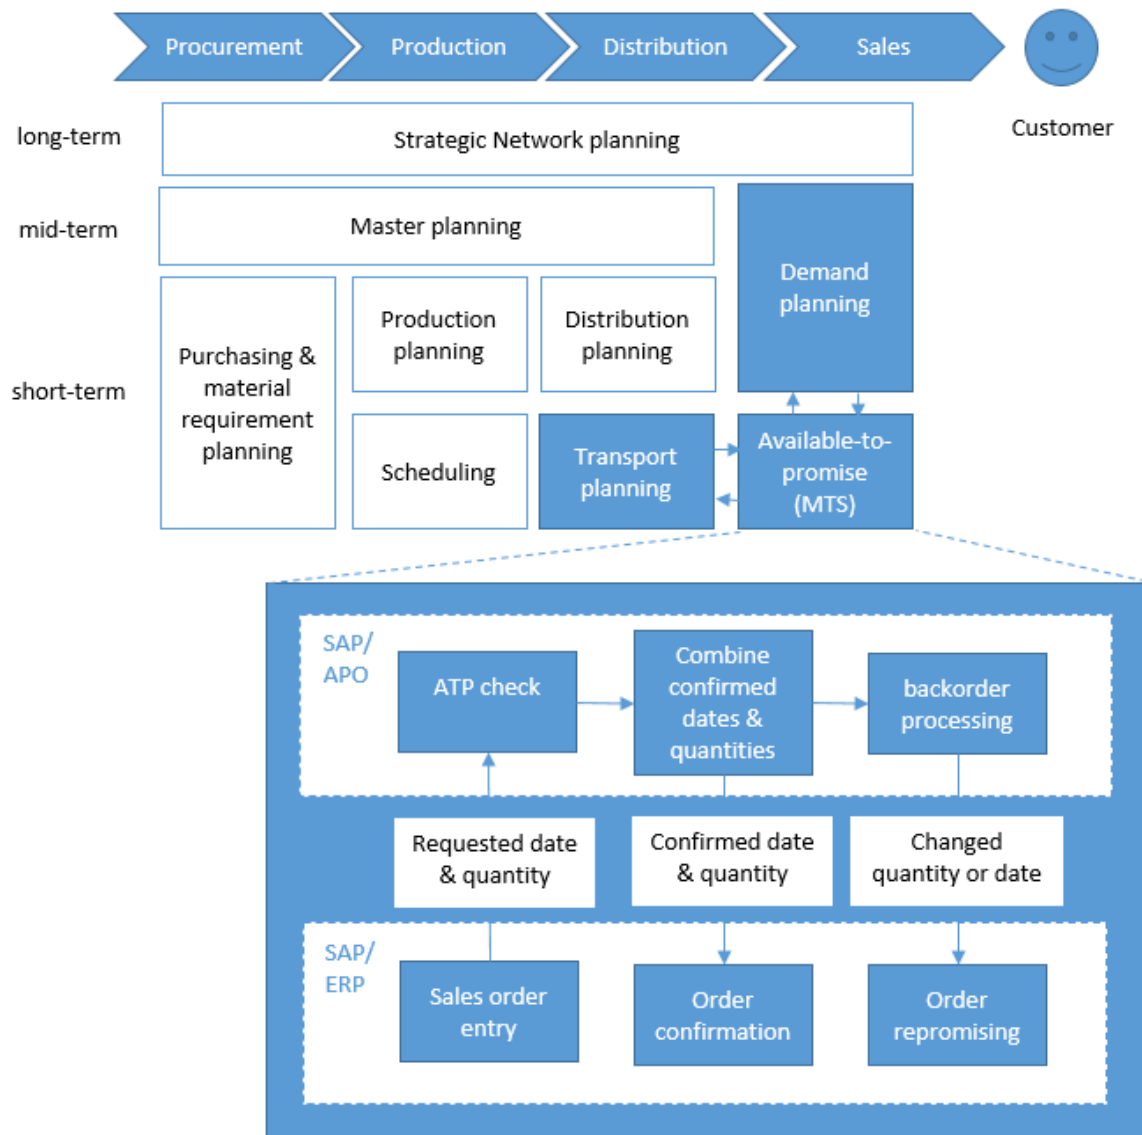 Procurement
Production
Distribution
Sales
Customer
long-term
Strategic Network planning
mid-term
Master planning
Demand
planning
short-term
Purchasing &
material
requirement
planning
Production
planning
Distribution
planning
Scheduling
Transport
planning
Available-to-
promise
(MTS)
SAP/
APO
ATP check
Combine
confirmed
dates &
quantities
backorder
processing
Requested date
& quantity
Confirmed date
& quantity
Changed
quantity or date
SAP/
ERP
Sales order
entry
Order
confirmation
Order
repromising